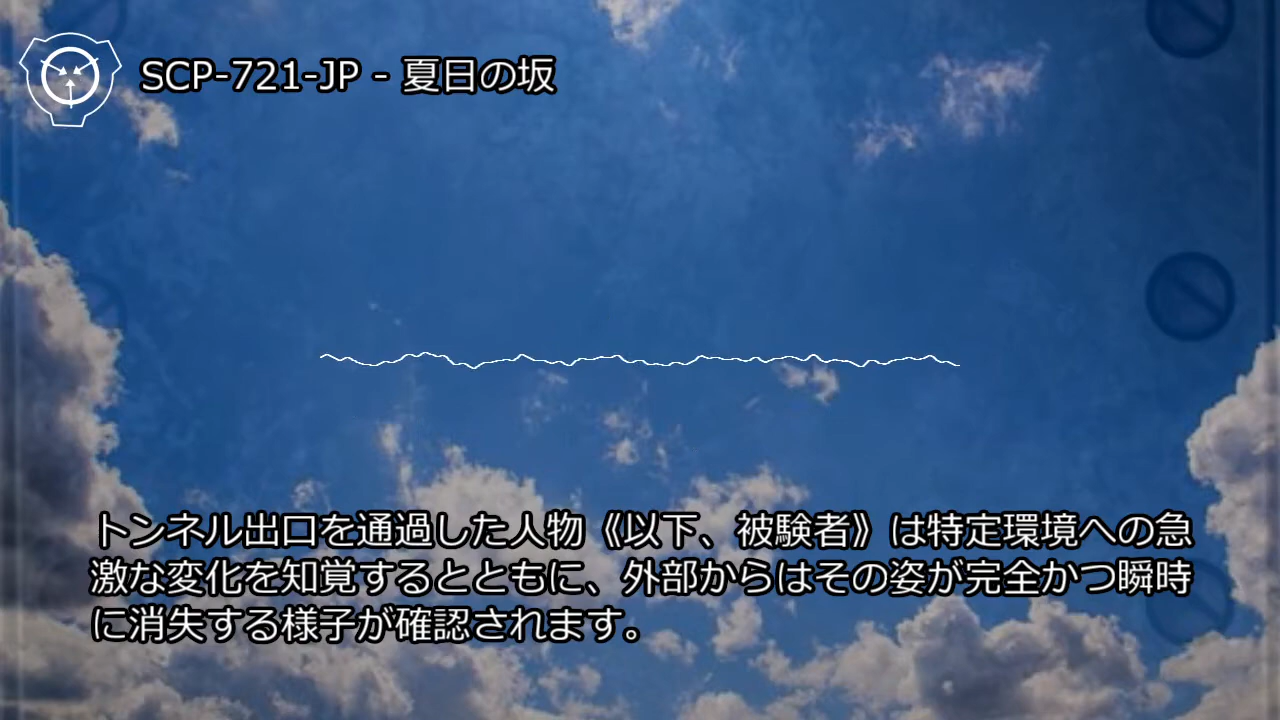 SCP-721-JP - 夏日の坂
トンネル出口を通過した人物《以下、被験者》は特定環境への急
激な変化を知覚するとともに、外部からはその姿が完全かつ瞬時
に消失する様子が確認されます。